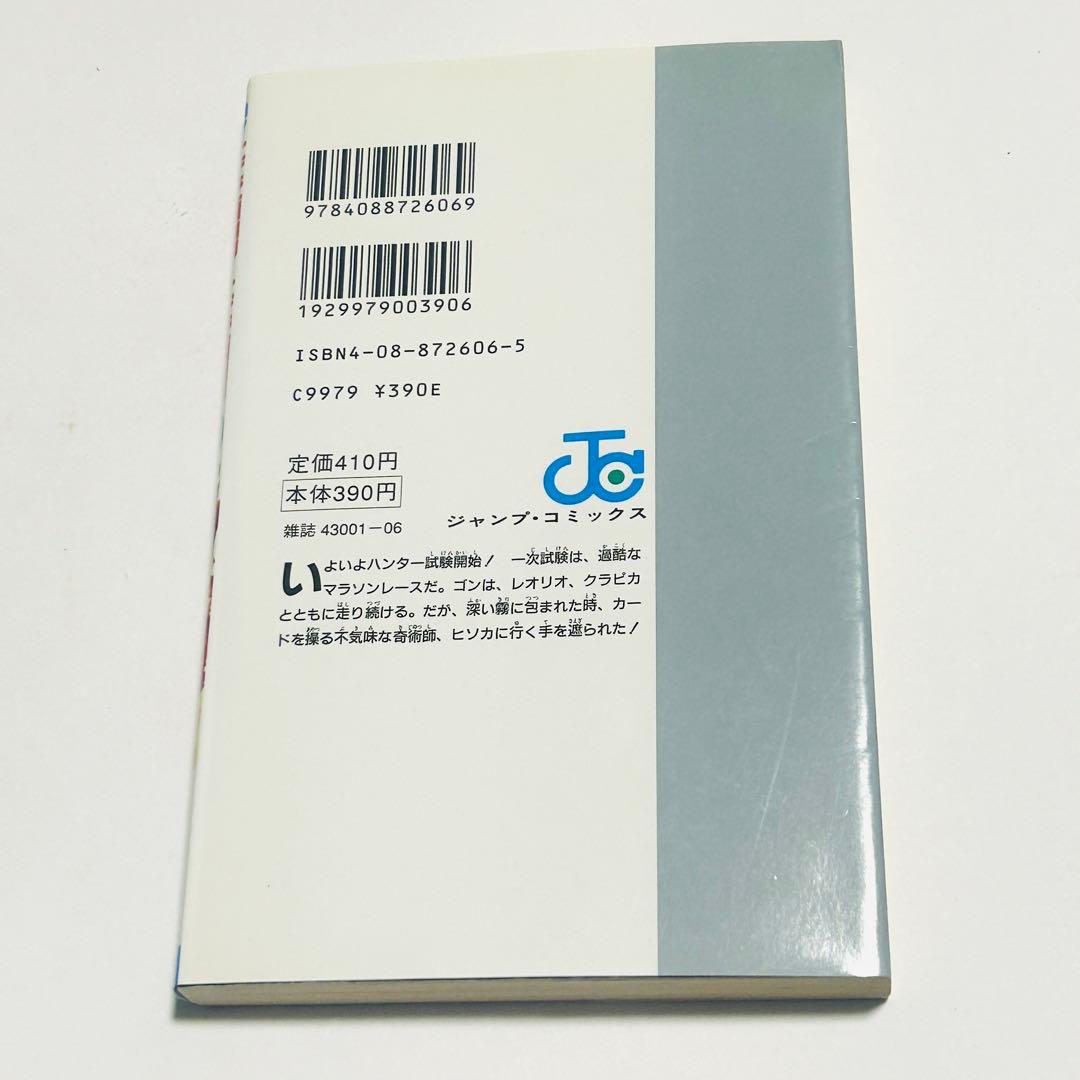 9784088726069
1929979003906
ISBN4-08-872606-5
C9979 ¥390E
定価410円
本体390円
雑誌 43001-06
JC
ジャンプ・コミックス
いよいよハンター試験開始! 一次試験は、過酷な
マラソンレースだ。ゴンは、レオリオ、クラピカ
とともに走り続ける。だが、深い霧に包まれた時、カー
ドを操る不気味な奇術師、ヒソカに行く手を遮られた!